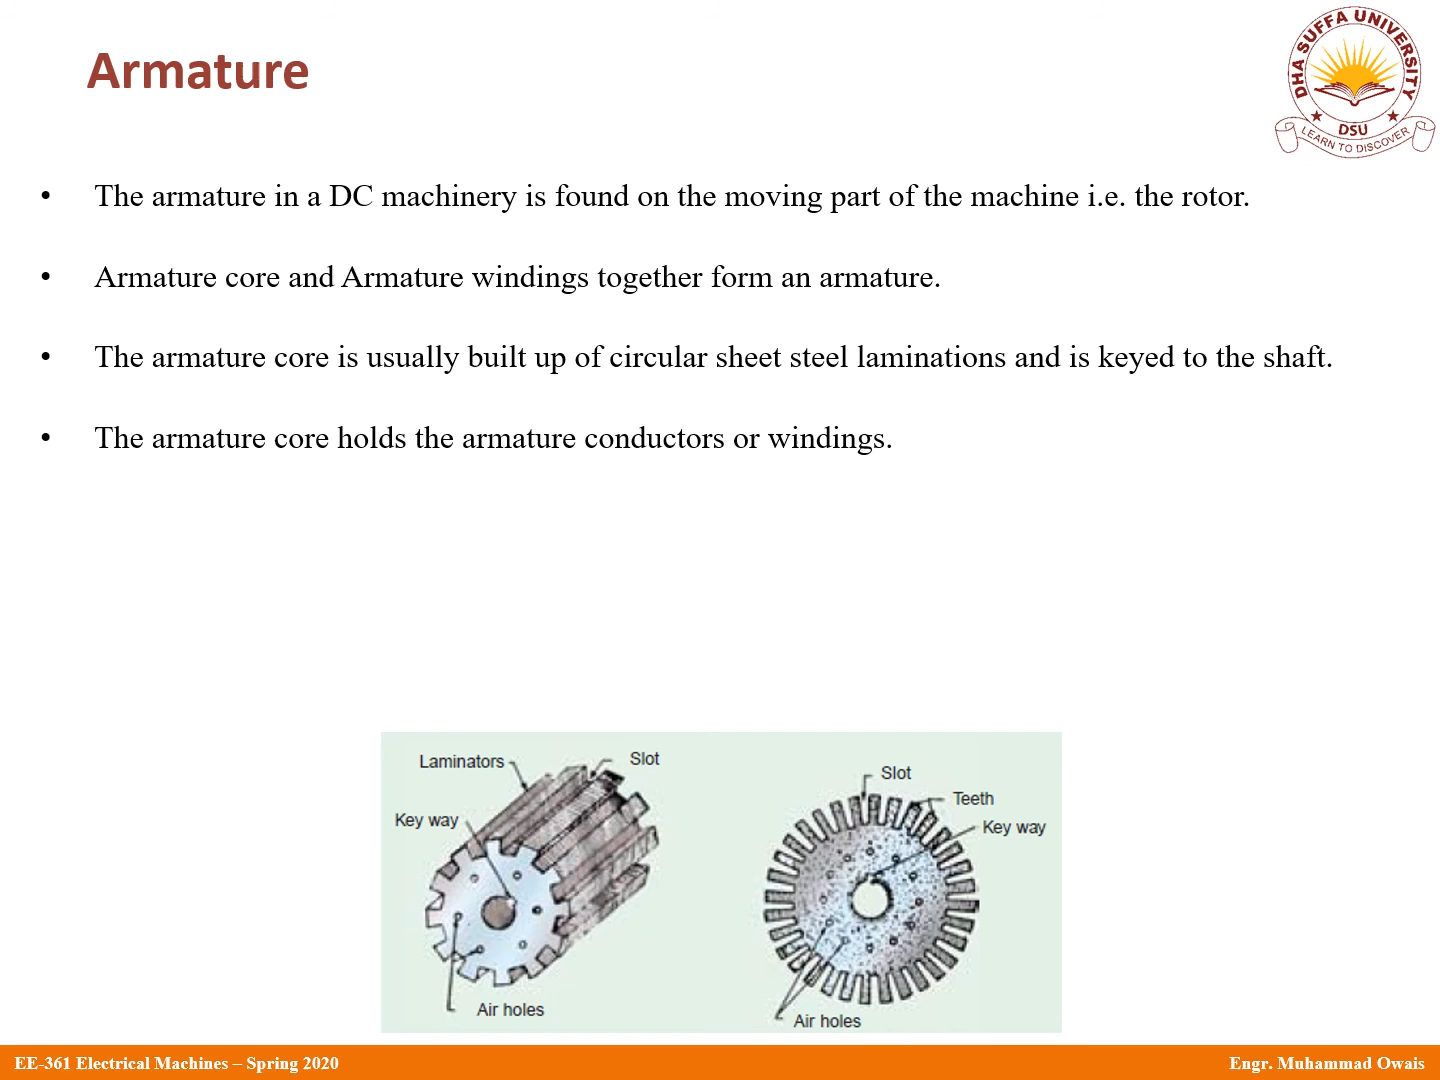 Armature
DHA SUFFA UNIVERSITY
DSU
LEARN TO DISCOVER
• The armature in a DC machinery is found on the moving part of the machine i.e. the rotor.
• Armature core and Armature windings together form an armature.
• The armature core is usually built up of circular sheet steel laminations and is keyed to the shaft.
• The armature core holds the armature conductors or windings.
Laminators
Slot
Key way
Air holes
Slot
Teeth
Key way
Air holes
EE-361 Electrical Machines – Spring 2020
Engr. Muhammad Owais